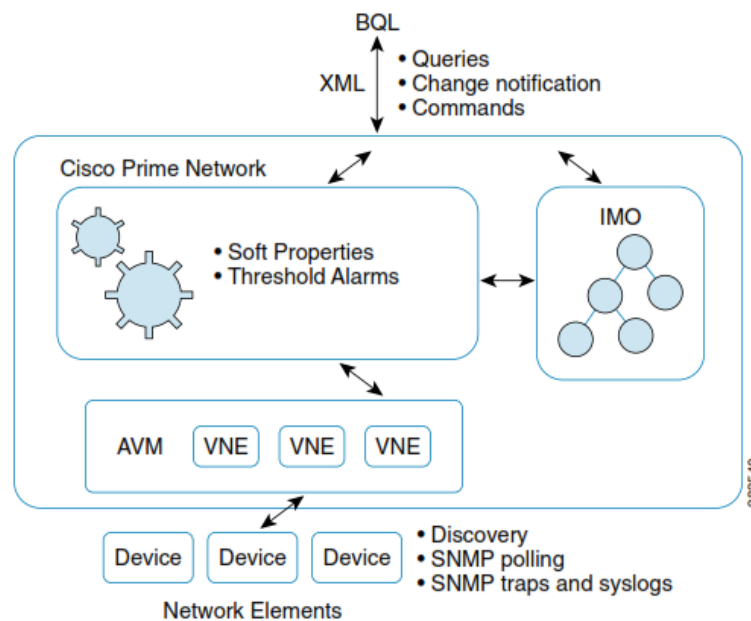 BQL
XML
• Queries
• Change notification
• Commands
Cisco Prime Network
• Soft Properties
• Threshold Alarms
IMO
AVM
VNE
VNE
VNE
Device
Device
Device
• Discovery
• SNMP polling
• SNMP traps and syslogs
Network Elements